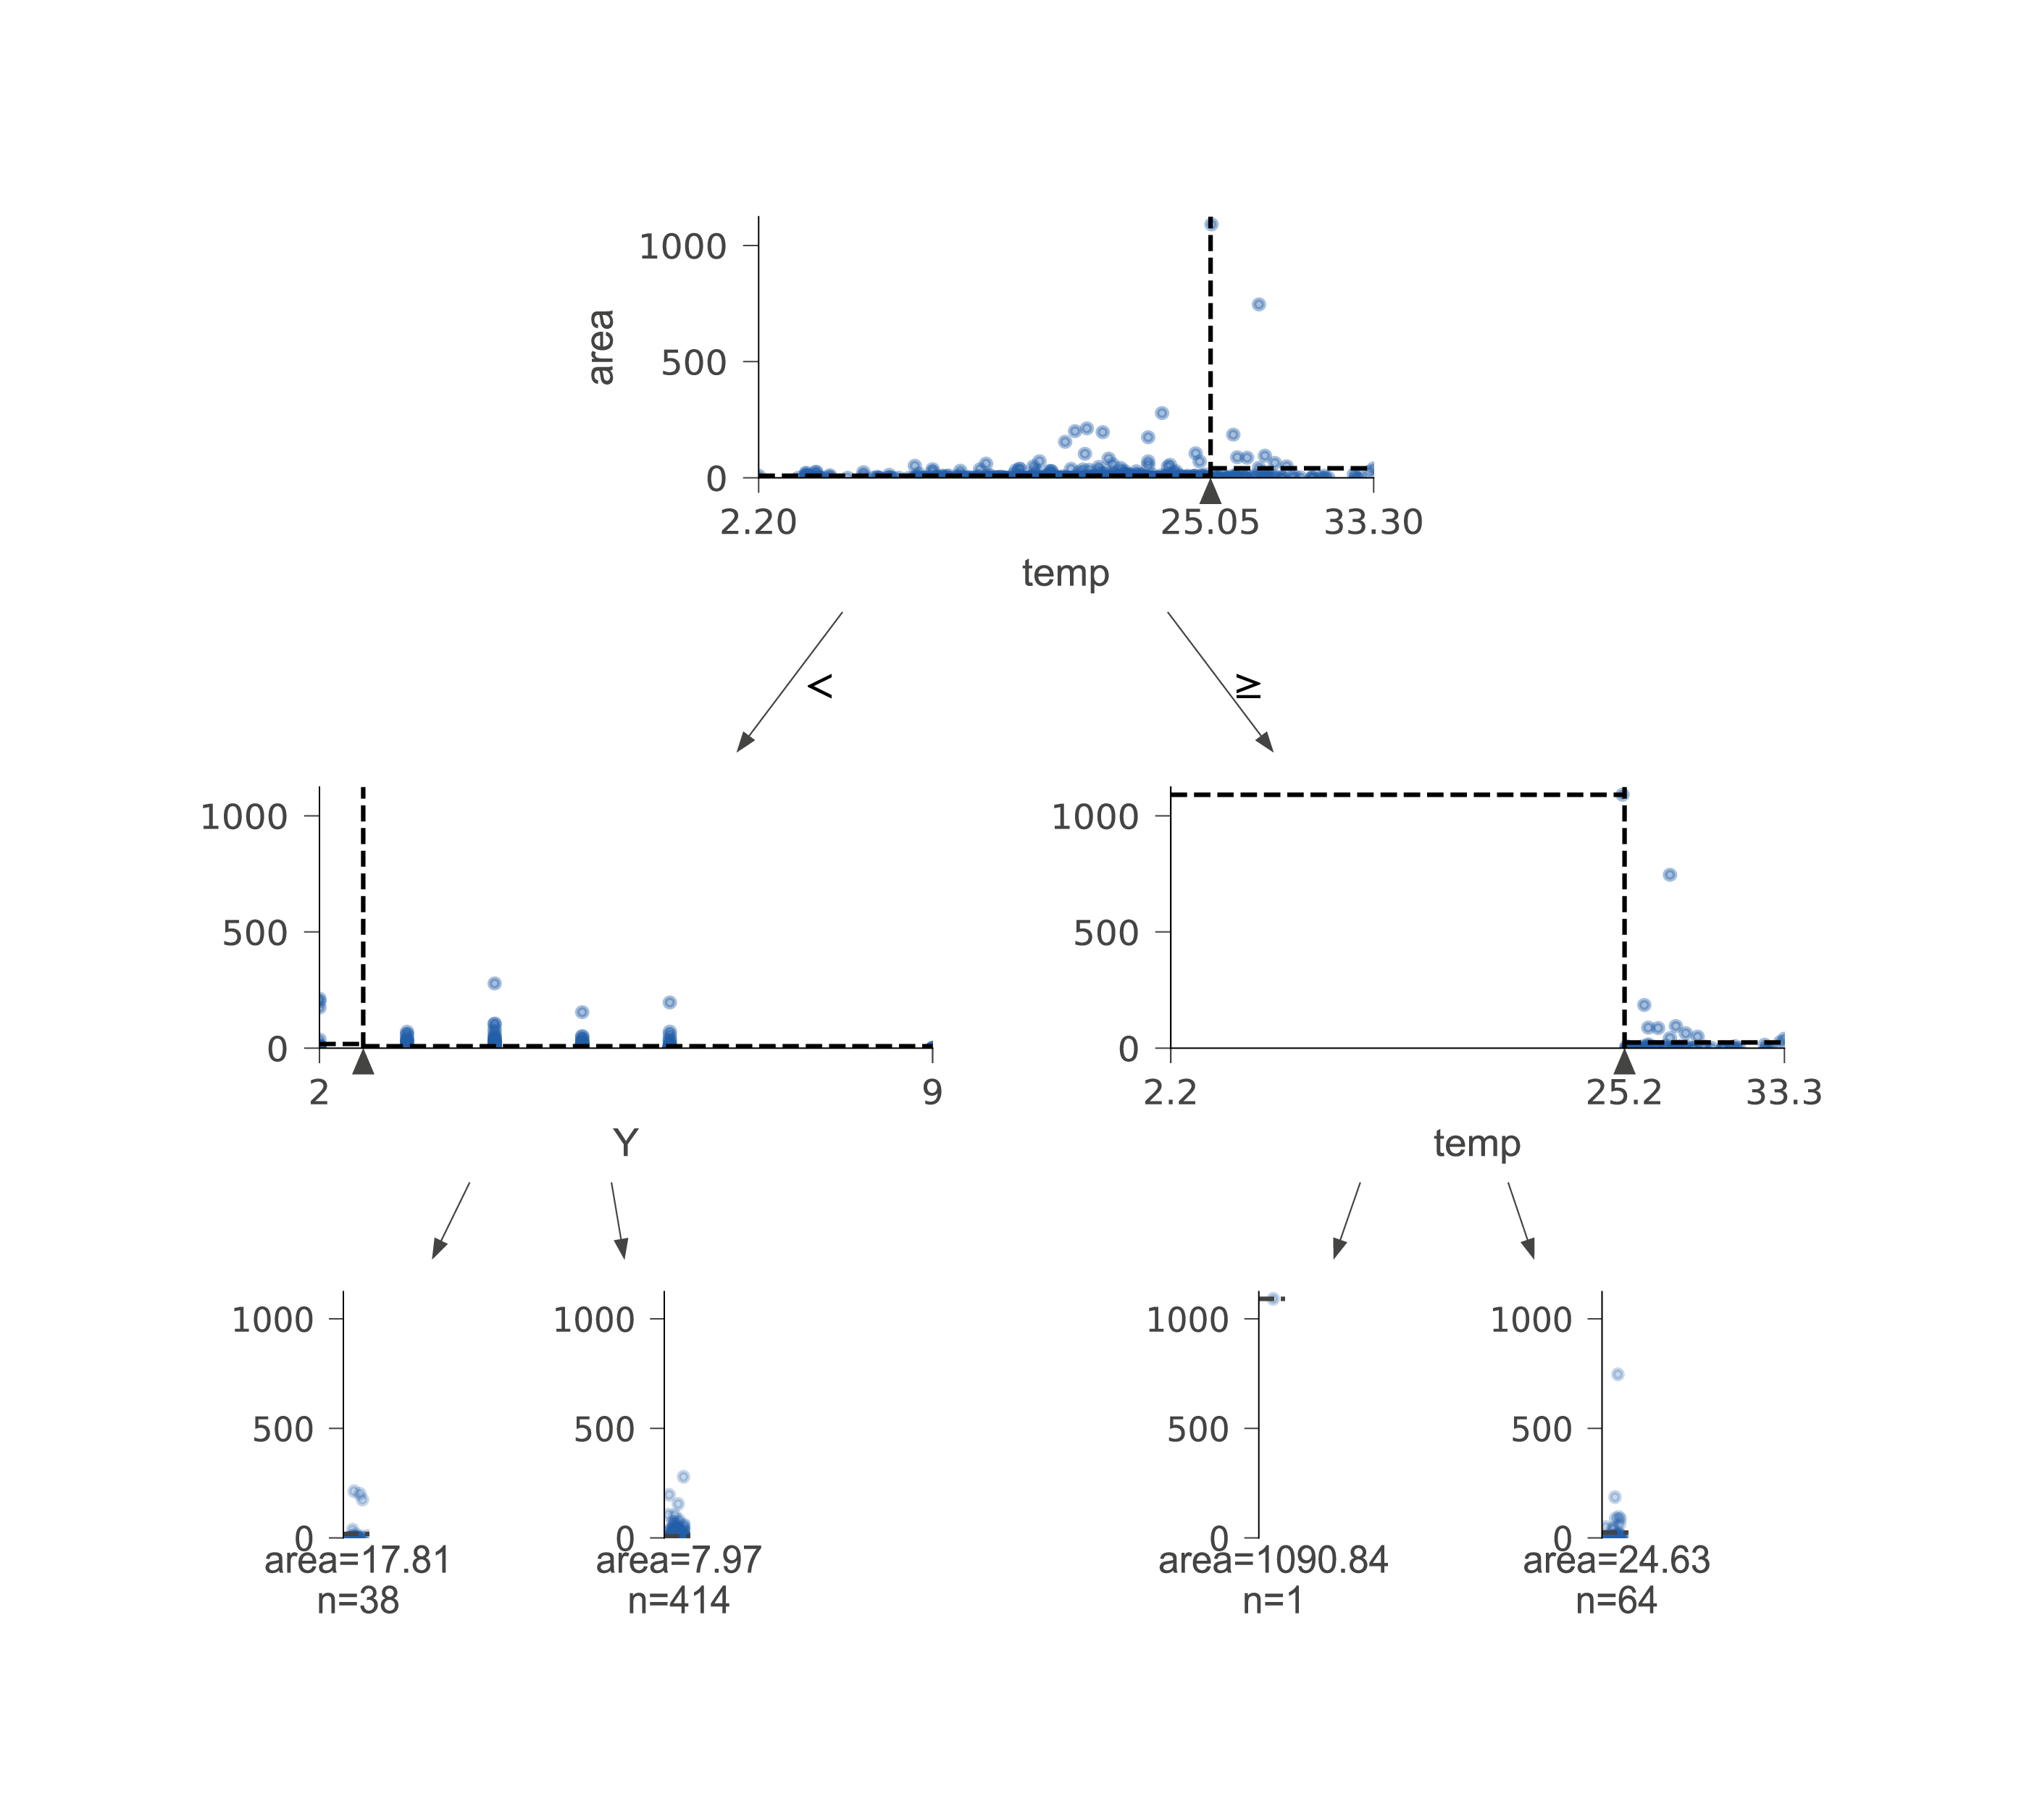 1000
area
500
0
2.20 25.05 33.30
temp
< ≥
1000 1000
500 500
0 0
2 9 2.2 25.2 33.3
Y temp
1000 1000 1000 1000
500 500 500 500
0 0 0 0
area=17.81 area=7.97 area=1090.84 area=24.63
n=38 n=414 n=1 n=64